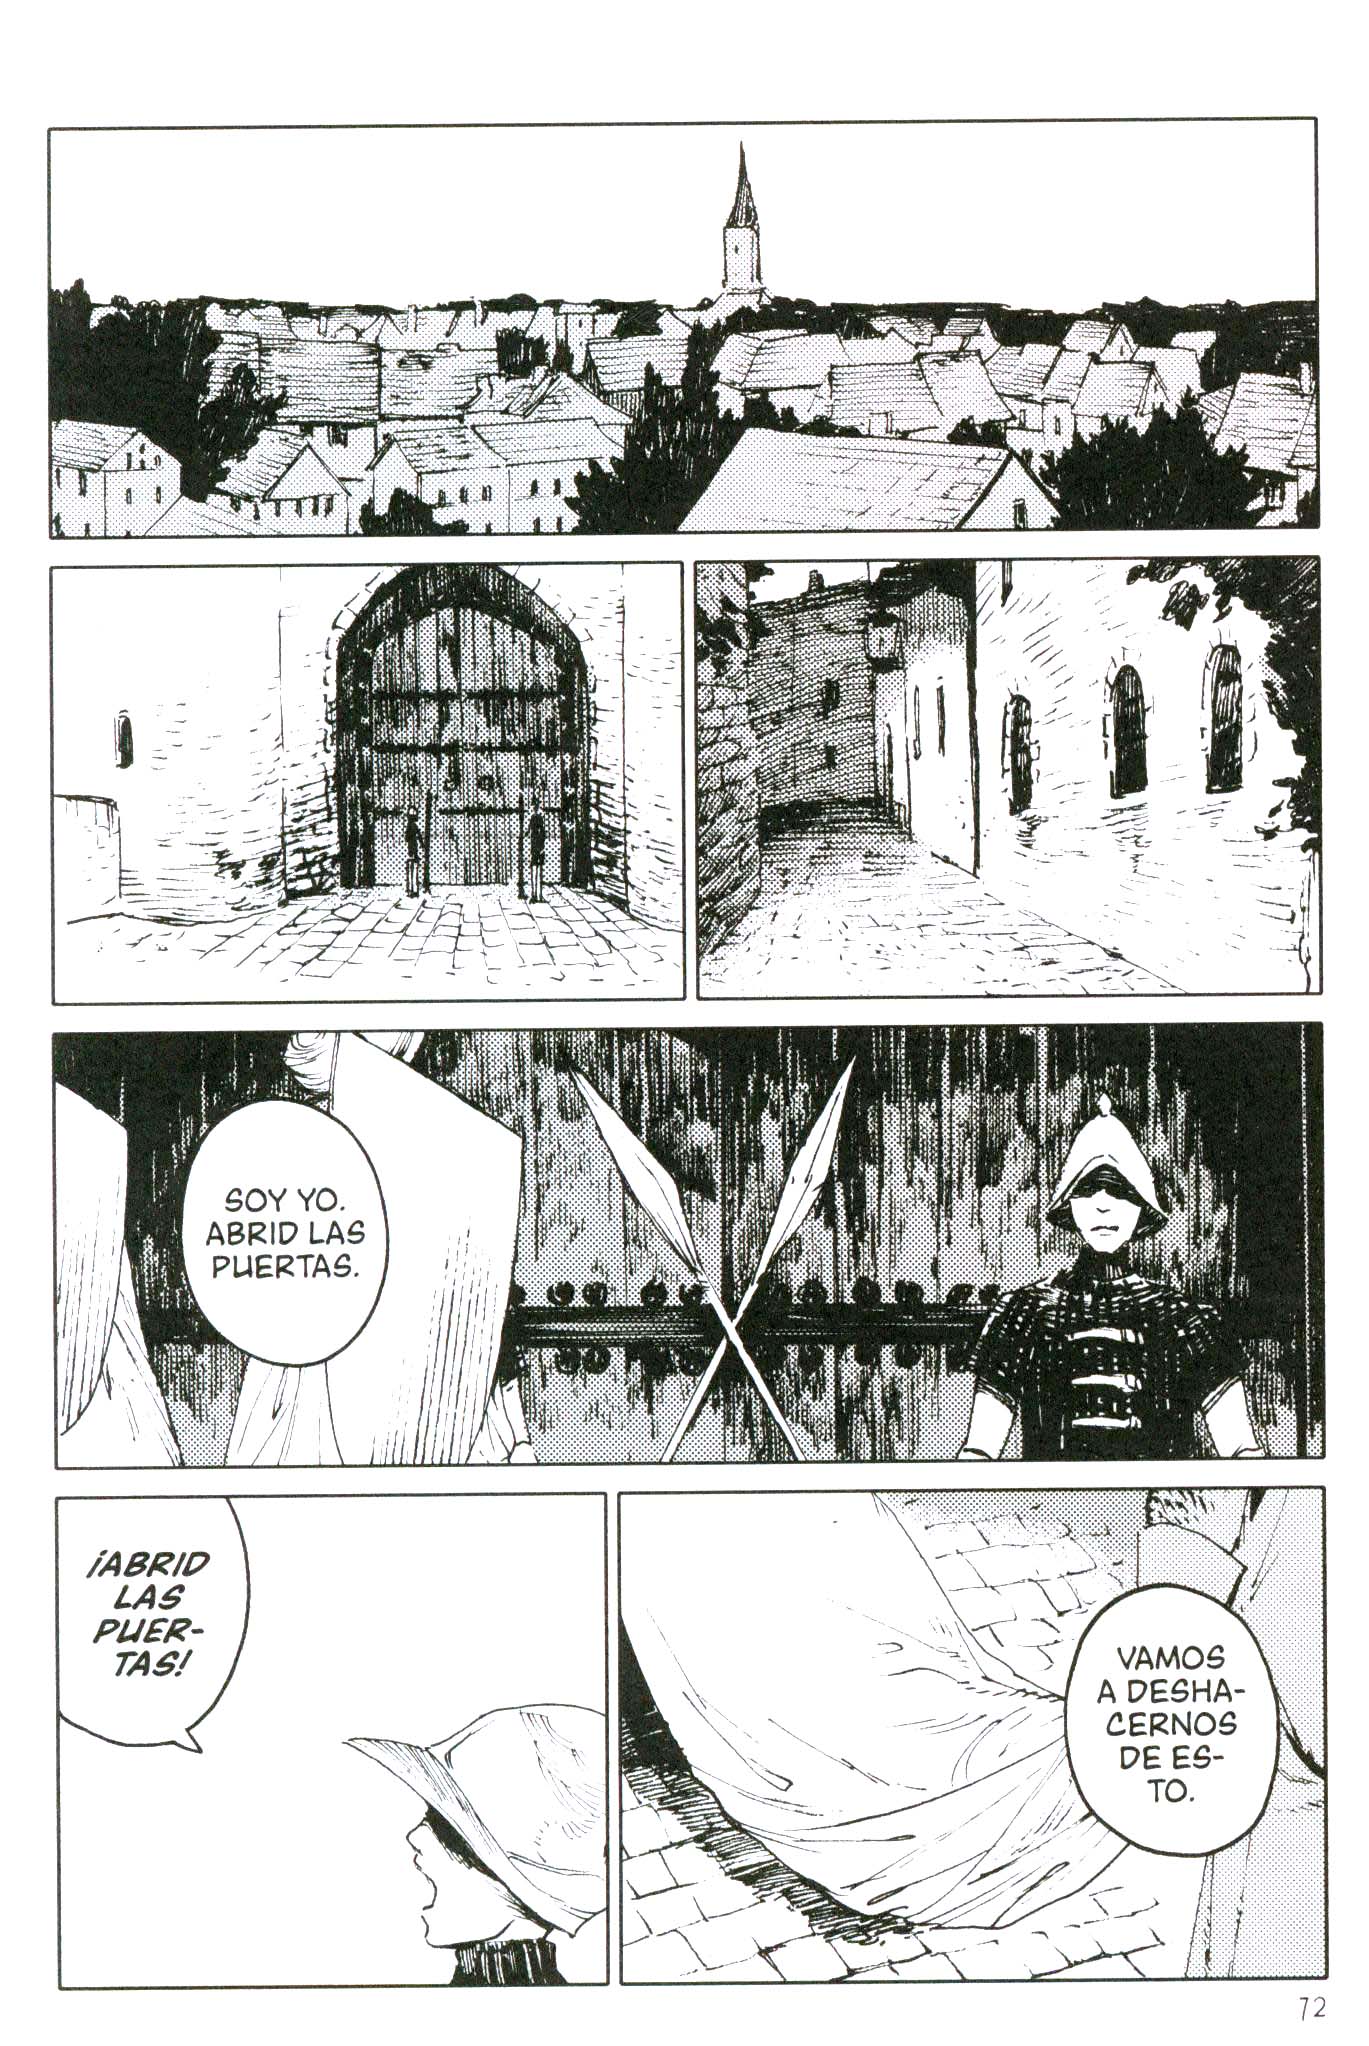 SOY YO.
ABRID LAS
PUERTAS.
VAMOS
A DESHA-
CERNOS
DE ES-
TO.
¡ABRID
LAS
PUER-
TAS!
72